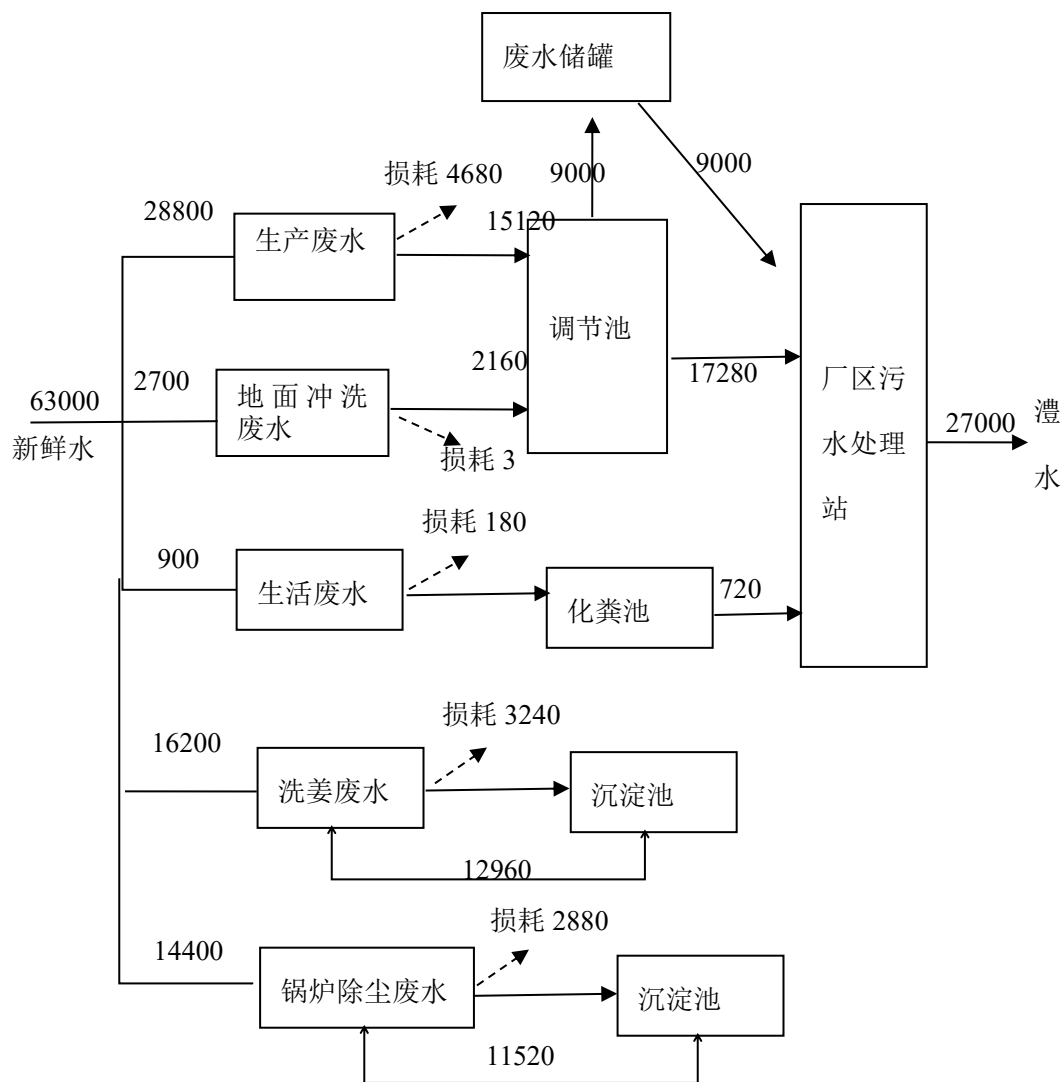 废水储罐
损耗 4680
9000
9000
28800
15120
生产废水
调节池
2160
2700
17280
63000
地面冲洗
废水
新鲜水
损耗 3
厂区污
水处理
站
27000
澧
水
损耗 180
900
生活废水
化粪池
720
损耗 3240
16200
洗姜废水
沉淀池
12960
损耗 2880
14400
锅炉除尘废水
沉淀池
11520